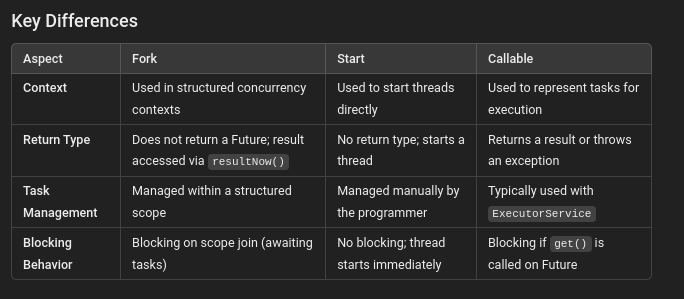 Key Differences
Aspect Fork Start Callable
Context Used in structured concurrency Used to start threads Used to represent tasks for
contexts directly execution
Return Type Does not return a Future; result No return type; starts a Returns a result or throws
accessed via resultNow() thread an exception
Task Managed within a structured Managed manually by Typically used with
Management scope the programmer ExecutorService
Blocking Blocking on scope join (awaiting No blocking; thread Blocking if get() is
Behavior tasks) starts immediately called on Future